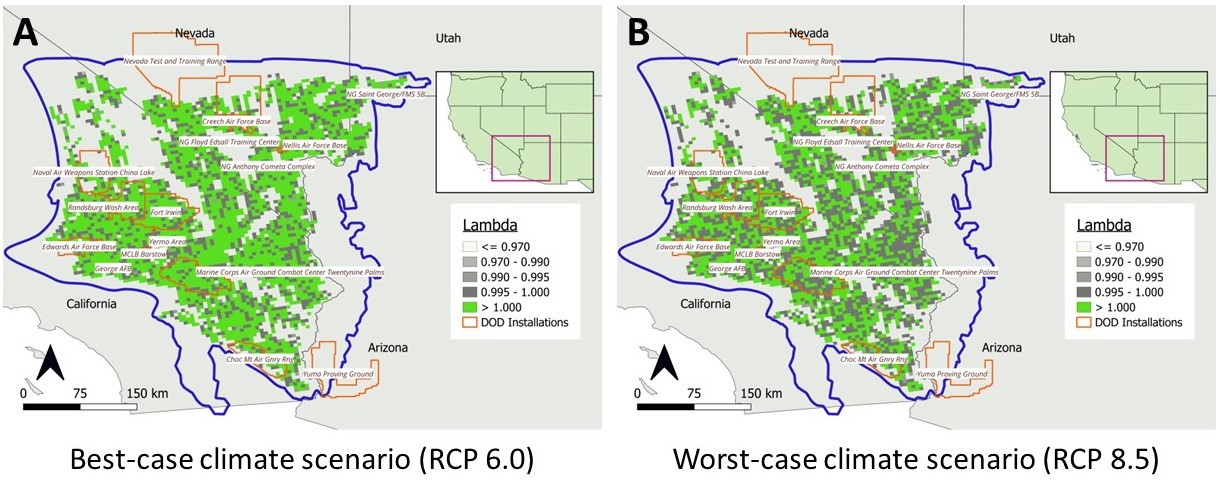 A
Nevada
Utah
Nevada Test and Training Range
NG Saint George/FMS 5B
Creech Air Force Base
NG Floyd Edsall Training Center
Nellis Air Force Base
NG Anthony Cometa Complex
Naval Air Weapons Station China Lake
Randsburg Wash Area
Fort Irwin
Yermo Area
Edwards Air Force Base
MCLB Barstow
George AFB
Marine Corps Air Ground Combat Center Twentynine Palms
California
Choc Mt Air Gnry Rng
Arizona
Yuma Proving Ground
Lambda
<= 0.970
0.970 - 0.990
0.990 - 0.995
0.995 - 1.000
> 1.000
DOD Installations
0 75 150 km
Best-case climate scenario (RCP 6.0)
B
Nevada
Utah
Nevada Test and Training Range
NG Saint George/FMS 5B
Creech Air Force Base
NG Floyd Edsall Training Center
Nellis Air Force Base
NG Anthony Cometa Complex
Naval Air Weapons Station China Lake
Randsburg Wash Area
Fort Irwin
Yermo Area
Edwards Air Force Base
MCLB Barstow
George AFB
Marine Corps Air Ground Combat Center Twentynine Palms
California
Choc Mt Air Gnry Rng
Arizona
Yuma Proving Ground
Lambda
<= 0.970
0.970 - 0.990
0.990 - 0.995
0.995 - 1.000
> 1.000
DOD Installations
0 75 150 km
Worst-case climate scenario (RCP 8.5)